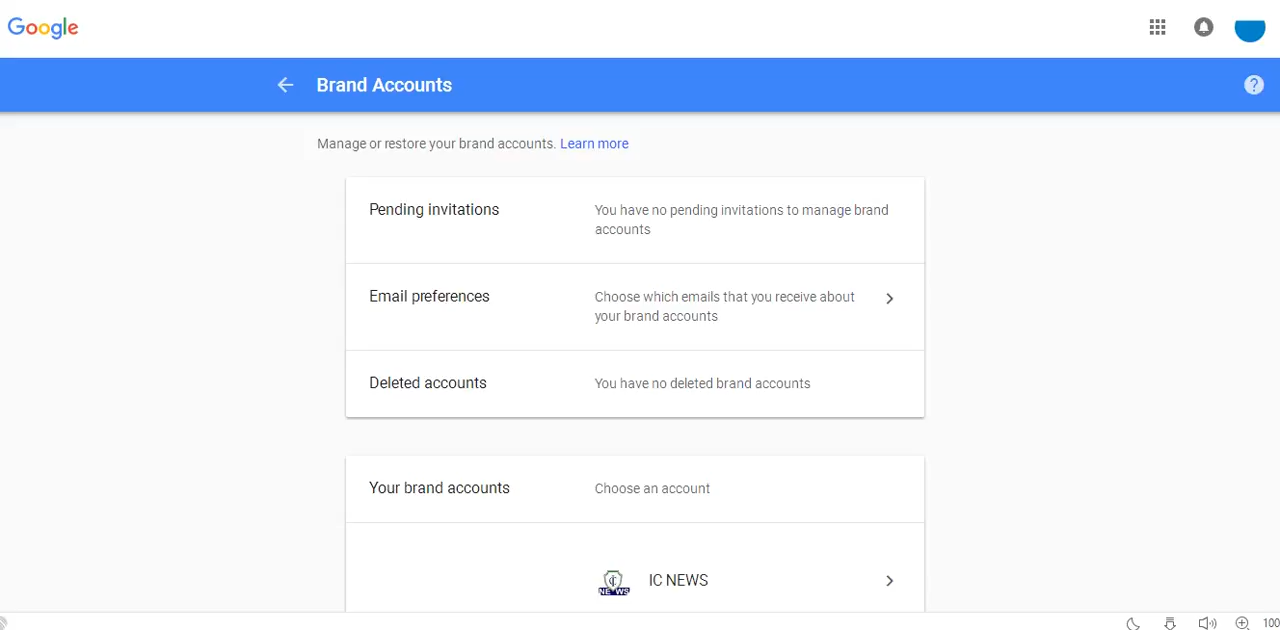 Google
Brand Accounts
Manage or restore your brand accounts. Learn more
Pending invitations
You have no pending invitations to manage brand
accounts
Email preferences
Choose which emails that you receive about
your brand accounts
Deleted accounts
You have no deleted brand accounts
Your brand accounts
Choose an account
IC NEWS
NEWS
100